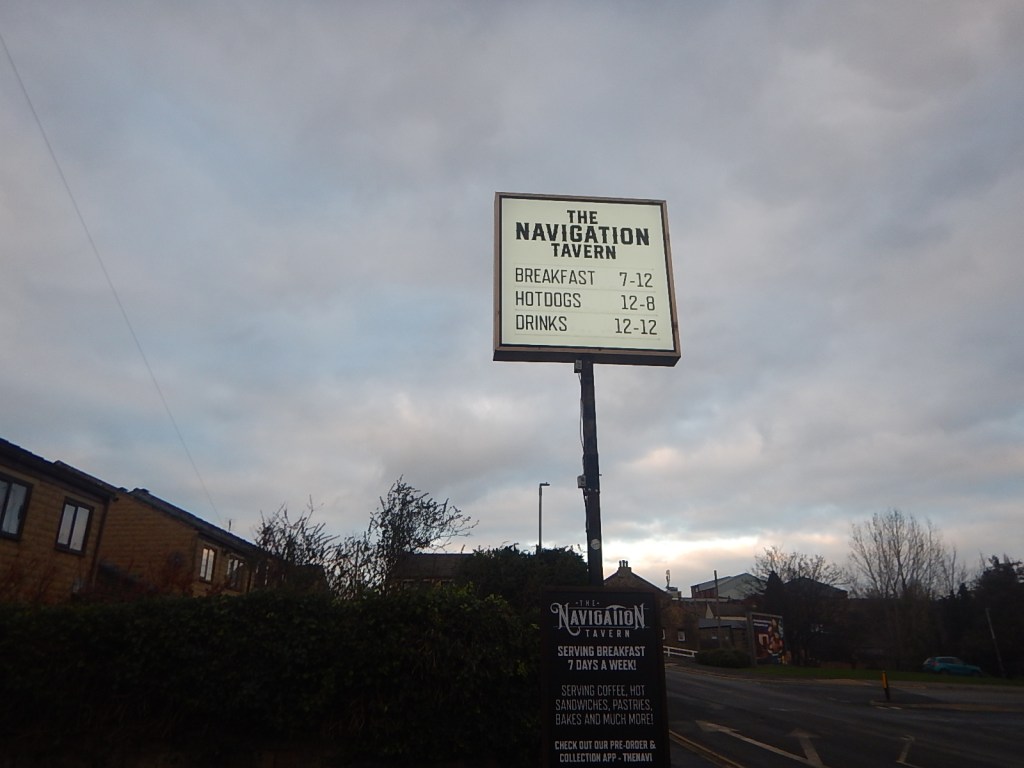 THE
NAVIGATION
TAVERN
BREAKFAST 7-12
HOTDOGS 12-8
DRINKS 12-12
·THE·
NAVIGATION
TAVERN
SERVING BREAKFAST
7 DAYS A WEEK!
SERVING COFFEE, HOT
SANDWICHES, PASTRIES,
BAKES AND MUCH MORE!
CHECK OUT OUR PRE-ORDER &
COLLECTION APP - THENAVI